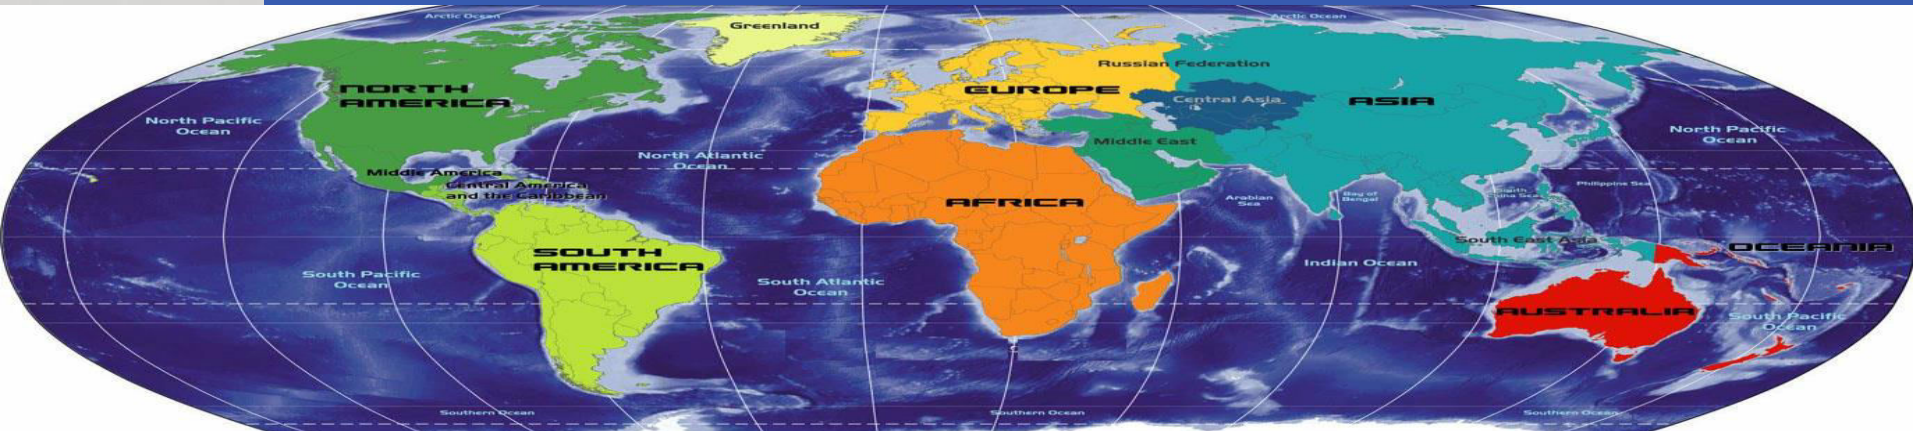 Arctic Ocean
Arctic Ocean
Greenland
Russian Federation
NORTH
AMERICA
EUROPE
Central Asia
ASIA
North Pacific
Ocean
North Pacific
Ocean
Middle East
North Atlantic
Ocean
Middle America
Central America
and the Caribbean
Philippine Sea
South
China Sea
Arabian
Sea
Bay of
Bengal
AFRICA
South East Asia
OCEANIA
SOUTH
AMERICA
Indian Ocean
South Pacific
Ocean
South Atlantic
Ocean
AUSTRALIA
South Pacific
Ocean
Southern Ocean
Southern Ocean
Southern Ocean